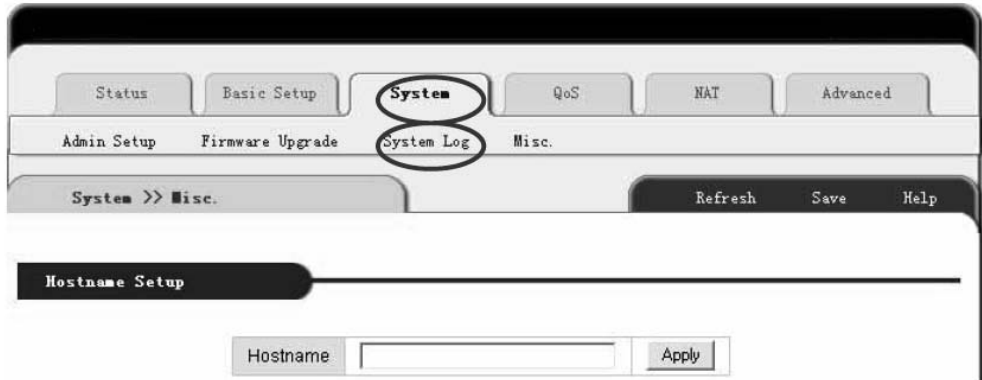 Status Basic Setup System QoS NAT Advanced
Admin Setup Firmware Upgrade System Log Misc.
System >> Misc. Refresh Save Help
Hostname Setup
Hostname Apply